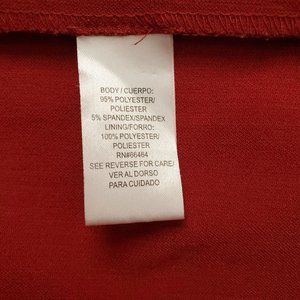 BODY/CUERPO:
95% POLYESTER/
POLIESTER
5% SPANDEX/SPANDEX
LINING/FORRO:
100% POLYESTER/
POLIESTER
RN#66464
SEE REVERSE FOR CARE/
VER AL DORSO
PARA CUIDADO